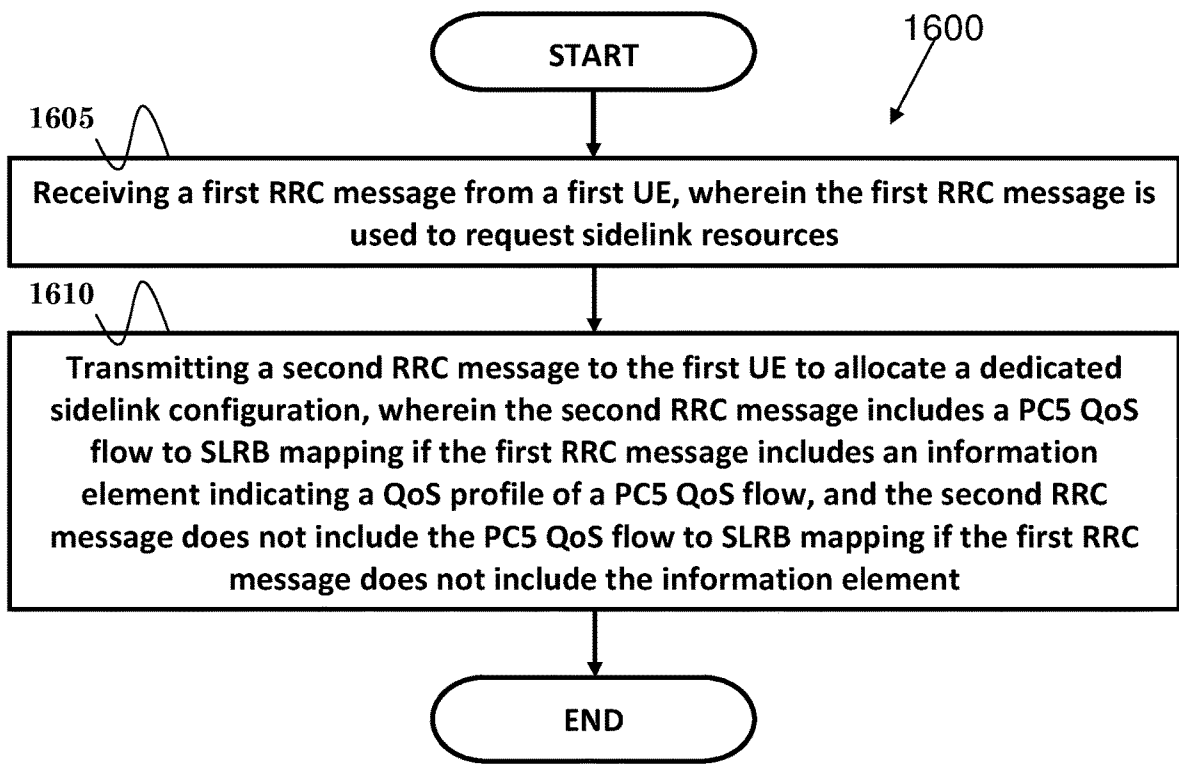 START
1600
1605
Receiving a first RRC message from a first UE, wherein the first RRC message is
used to request sidelink resources
1610
Transmitting a second RRC message to the first UE to allocate a dedicated
sidelink configuration, wherein the second RRC message includes a PC5 QoS
flow to SLRB mapping if the first RRC message includes an information
element indicating a QoS profile of a PC5 QoS flow, and the second RRC
message does not include the PC5 QoS flow to SLRB mapping if the first RRC
message does not include the information element
END